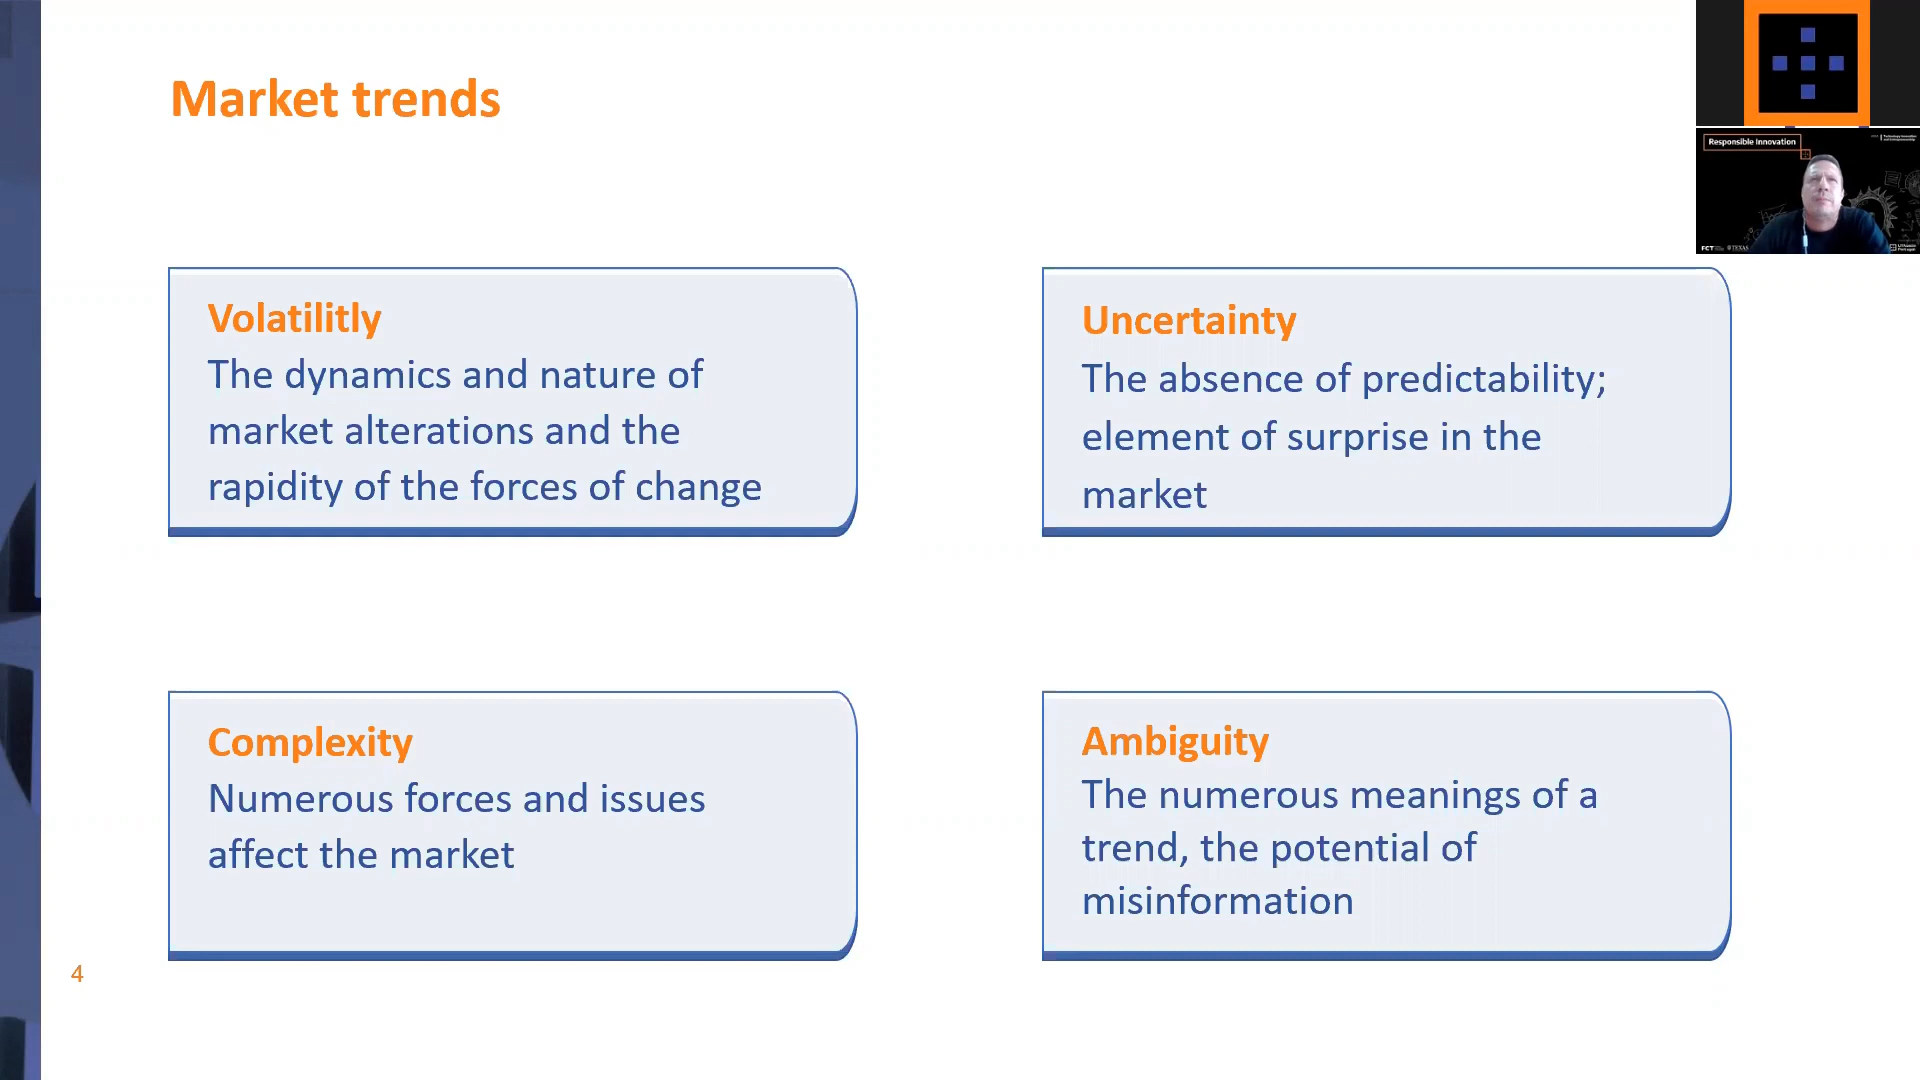 Market trends
Responsible Innovation
Volatilitly
The dynamics and nature of
market alterations and the
rapidity of the forces of change
Uncertainty
The absence of predictability;
element of surprise in the
market
Complexity
Numerous forces and issues
affect the market
Ambiguity
The numerous meanings of a
trend, the potential of
misinformation
4
FCT
TEXAS